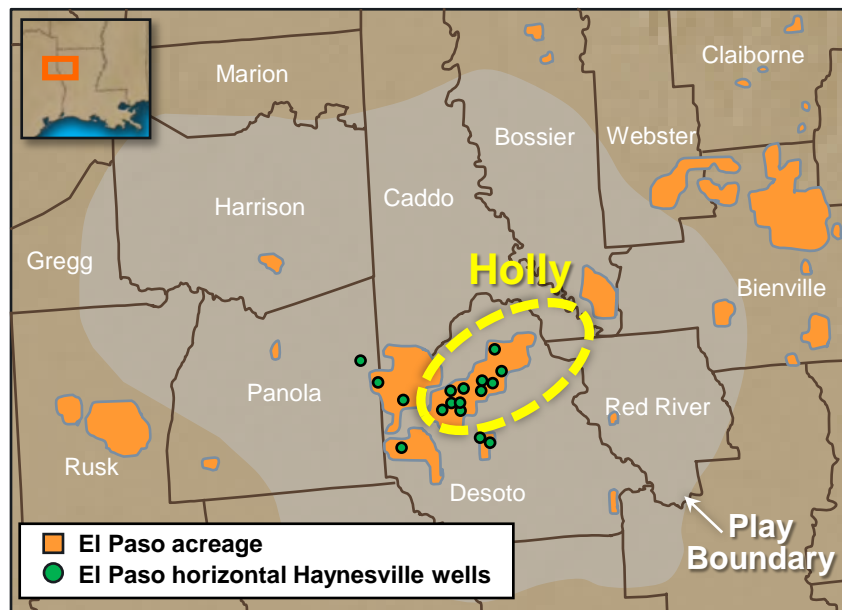 Claiborne
Marion
Bossier
Webster
Caddo
Harrison
Gregg
Holly
Bienville
Panola
Red River
Rusk
Desoto
Play
Boundary
El Paso acreage
El Paso horizontal Haynesville wells